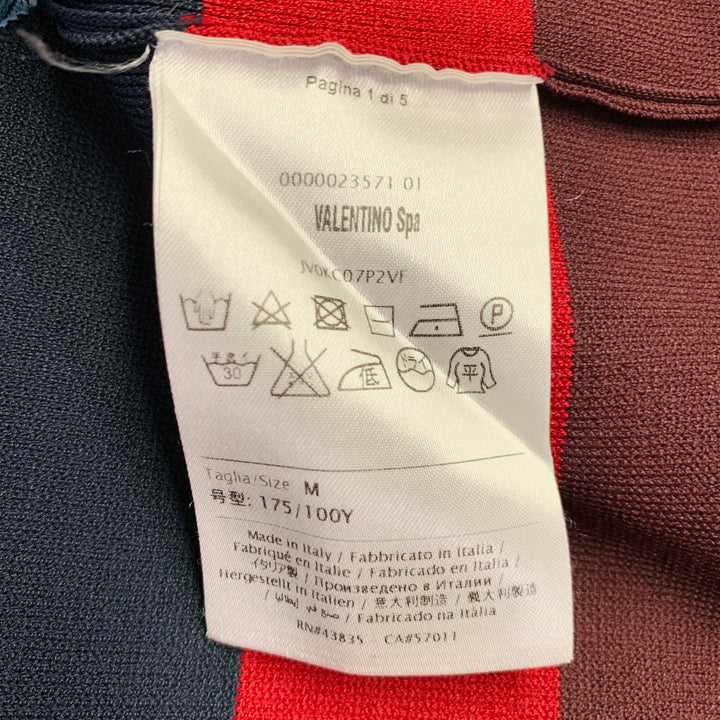 Pagina 1 di 5
0000023571 01
VALENTINO Spa
JV0KC07P2VF
P
30
低
平
Taglia/Size M
号型: 175/100Y
Made in Italy / Fabbricato in Italia /
Fabriqué en Italie / Fabricado en Italia /
イタリア製 / Произведено в Италии /
Hergestellt in Italien / 意大利制造 / 義大利製造 /
صنع في إيطاليا / Fabricado na Itália
RN#43835 CA#57011